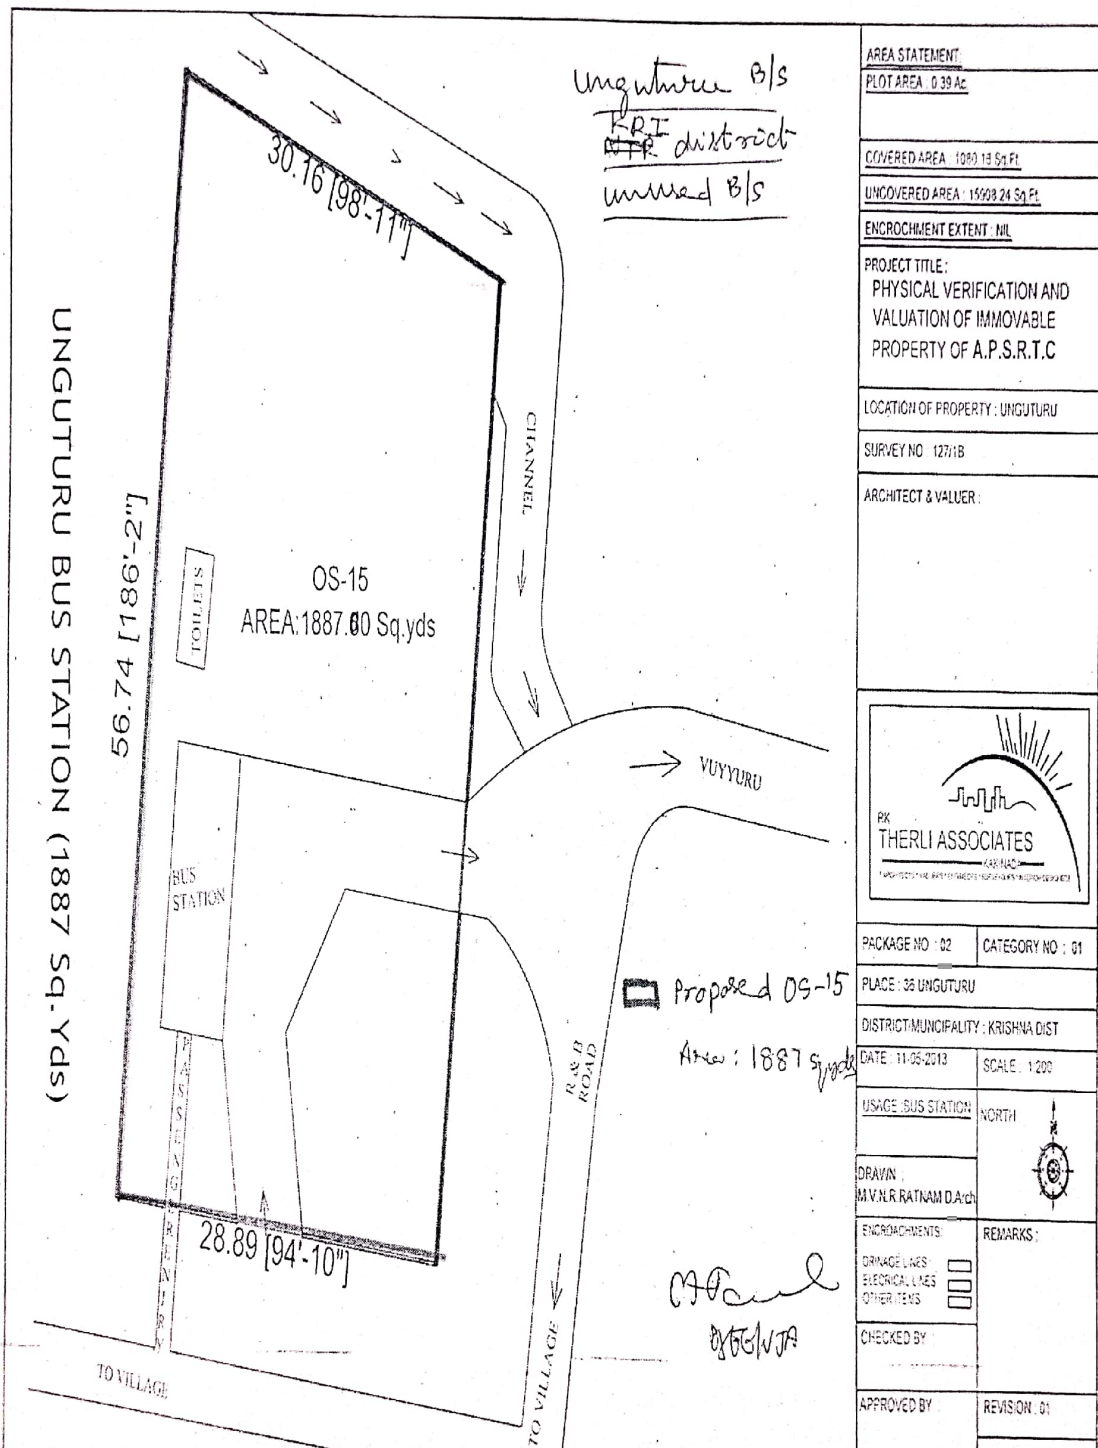 Unguturu B/S
KRI
NTR district
unused B/S
30.16 [98'-11"]
UNGUTURU BUS STATION (1887 Sq.Yds)
56.74 [186'-2"]
CHANNEL
TOILETS
OS-15
AREA:1887.00 Sq.yds
VUYYURU
BUS
STATION
Proposed OS-15
Area: 1887 sq.yds
R & B
ROAD
PASSENGER ENTRY
28.89 [94'-10"]
TO VILLAGE
TO VILLAGE
AREA STATEMENT:
PLOT AREA : 0.39 Ac.
COVERED AREA : 1080.18 Sq.Ft.
UNCOVERED AREA : 15908.24 Sq.Ft.
ENCROCHMENT EXTENT : NIL
PROJECT TITLE :
PHYSICAL VERIFICATION AND
VALUATION OF IMMOVABLE
PROPERTY OF A.P.S.R.T.C
LOCATION OF PROPERTY : UNGUTURU
SURVEY NO : 127/1B
ARCHITECT & VALUER :
RK
THERLI ASSOCIATES
KAKINADA
PACKAGE NO : 02
CATEGORY NO : 01
PLACE : 36 UNGUTURU
DISTRICT/MUNICIPALITY : KRISHNA DIST
DATE : 11-05-2013
SCALE : 1:200
USAGE :BUS STATION
NORTH
N
DRAWN :
M.V.N.R.RATNAM D.Arch
ENCROACHMENTS:
DRINAGE LINES
ELECRICAL LINES
OTHER ITEMS
REMARKS :
CHECKED BY
APPROVED BY
REVISION : 01